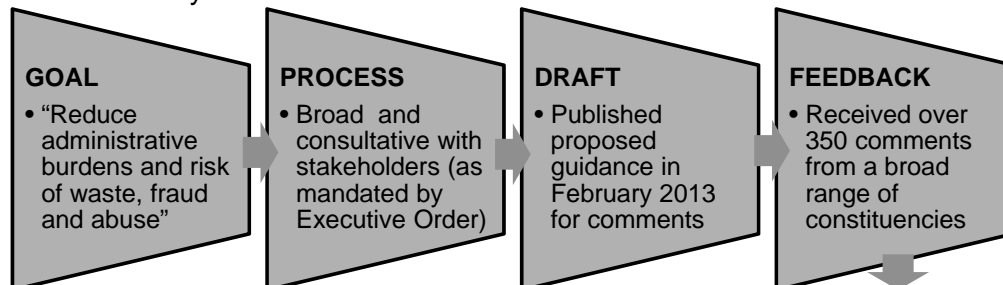 GOAL
• “Reduce
administrative
burdens and risk
of waste, fraud
and abuse”
PROCESS
• Broad and
consultative with
stakeholders (as
mandated by
Executive Order)
DRAFT
• Published
proposed
guidance in
February 2013
for comments
FEEDBACK
• Received over
350 comments
from a broad
range of
constituencies